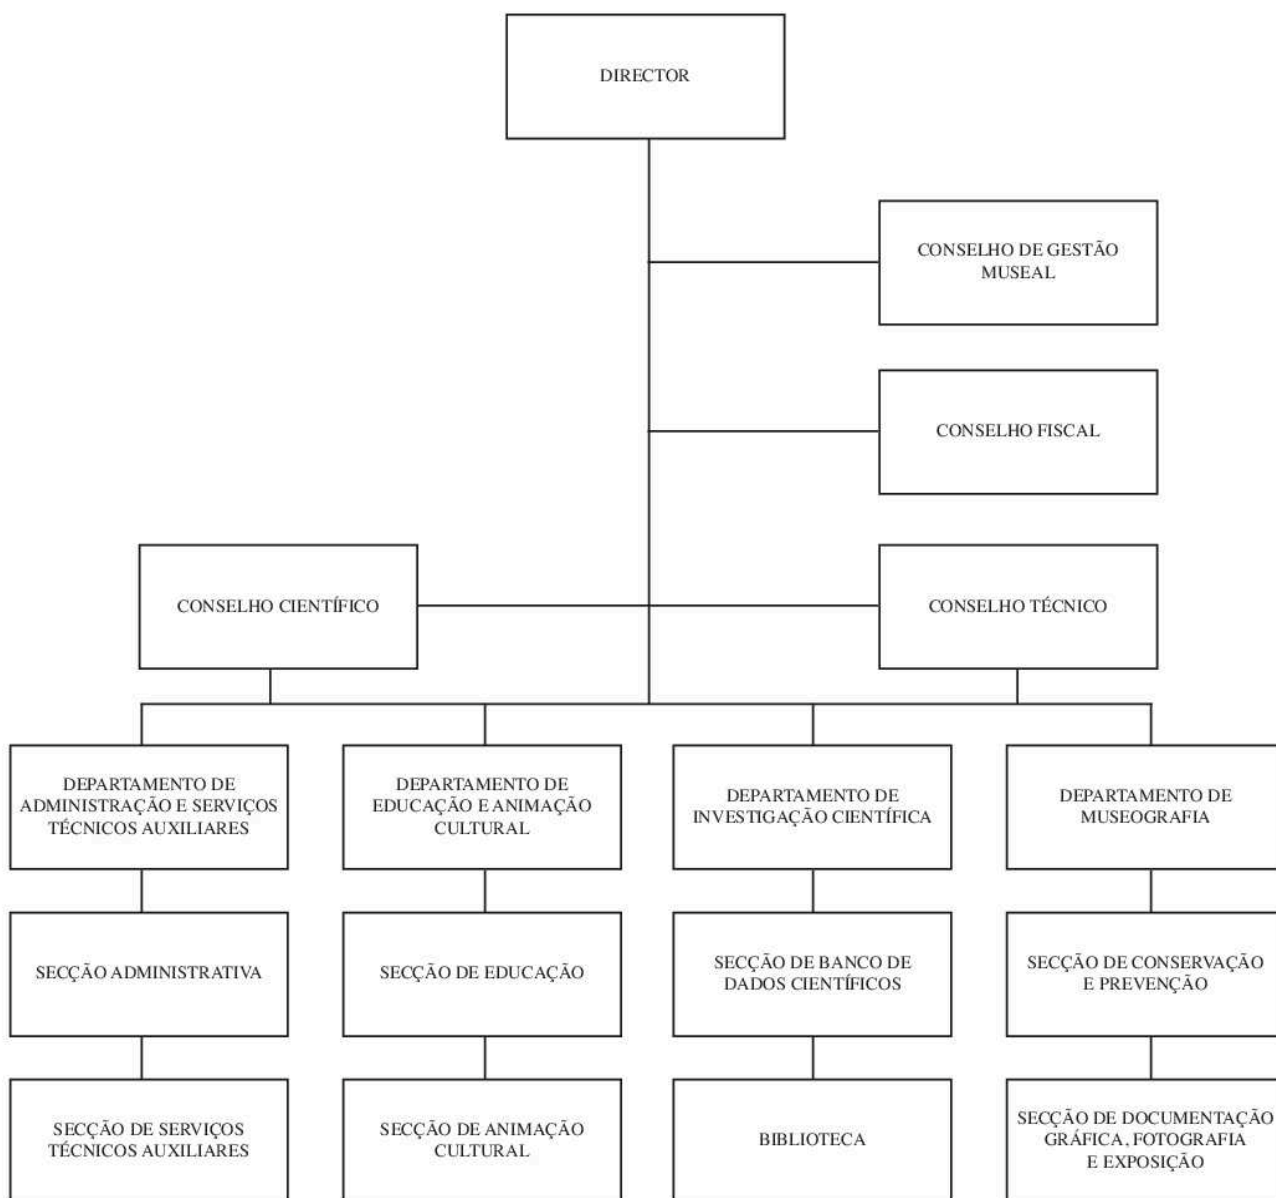 DIRECTOR
CONSELHO DE GESTÃO
MUSEAL
CONSELHO FISCAL
CONSELHO CIENTÍFICO
CONSELHO TÉCNICO
DEPARTAMENTO DE
ADMINISTRAÇÃO E SERVIÇOS
TÉCNICOS AUXILIARES
DEPARTAMENTO DE
EDUCAÇÃO E ANIMAÇÃO
CULTURAL
DEPARTAMENTO DE
INVESTIGAÇÃO CIENTÍFICA
DEPARTAMENTO DE
MUSEOGRAFIA
SECÇÃO ADMINISTRATIVA
SECÇÃO DE EDUCAÇÃO
SECÇÃO DE BANCO DE
DADOS CIENTÍFICOS
SECÇÃO DE CONSERVAÇÃO
E PREVENÇÃO
SECÇÃO DE SERVIÇOS
TÉCNICOS AUXILIARES
SECÇÃO DE ANIMAÇÃO
CULTURAL
BIBLIOTECA
SECÇÃO DE DOCUMENTAÇÃO
GRÁFICA, FOTOGRAFIA
E EXPOSIÇÃO